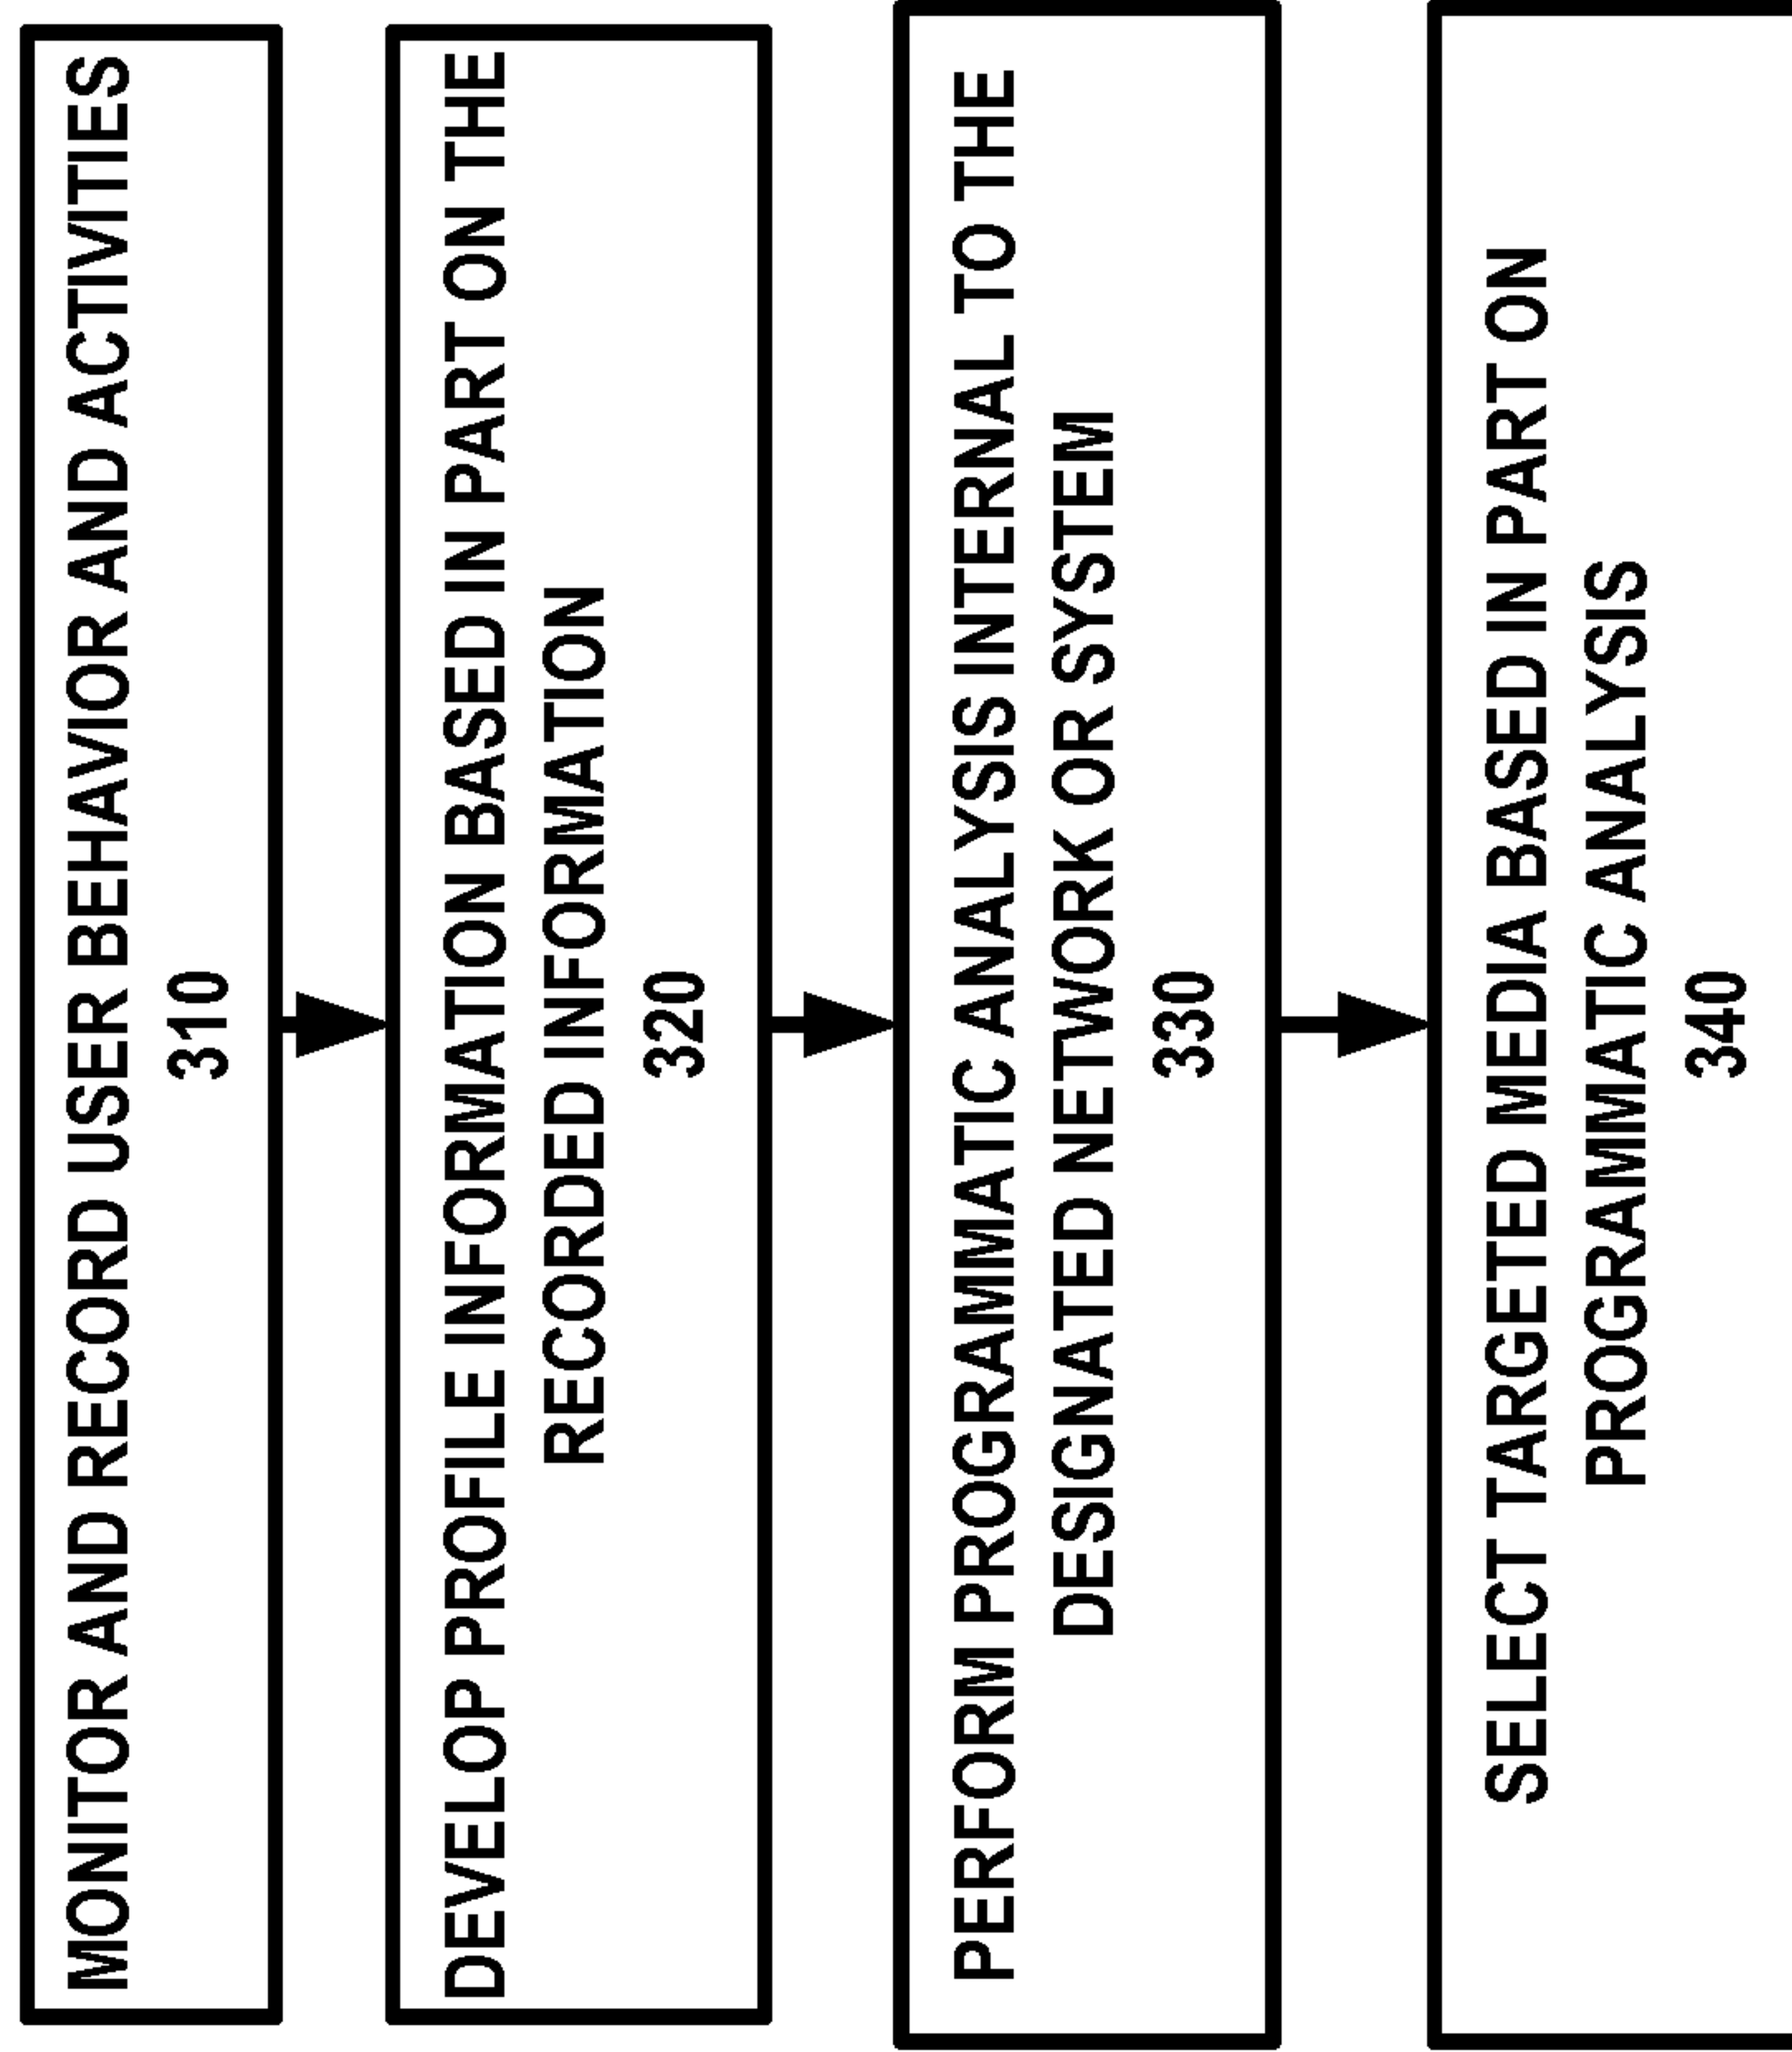 MONITOR AND RECORD USER BEHAVIOR AND ACTIVITIES
310
DEVELOP PROFILE INFORMATION BASED IN PART ON THE
RECORDED INFORMATION
320
PERFORM PROGRAMMATIC ANALYSIS INTERNAL TO THE
DESIGNATED NETWORK OR SYSTEM
330
SELECT TARGETED MEDIA BASED IN PART ON
PROGRAMMATIC ANALYSIS
340